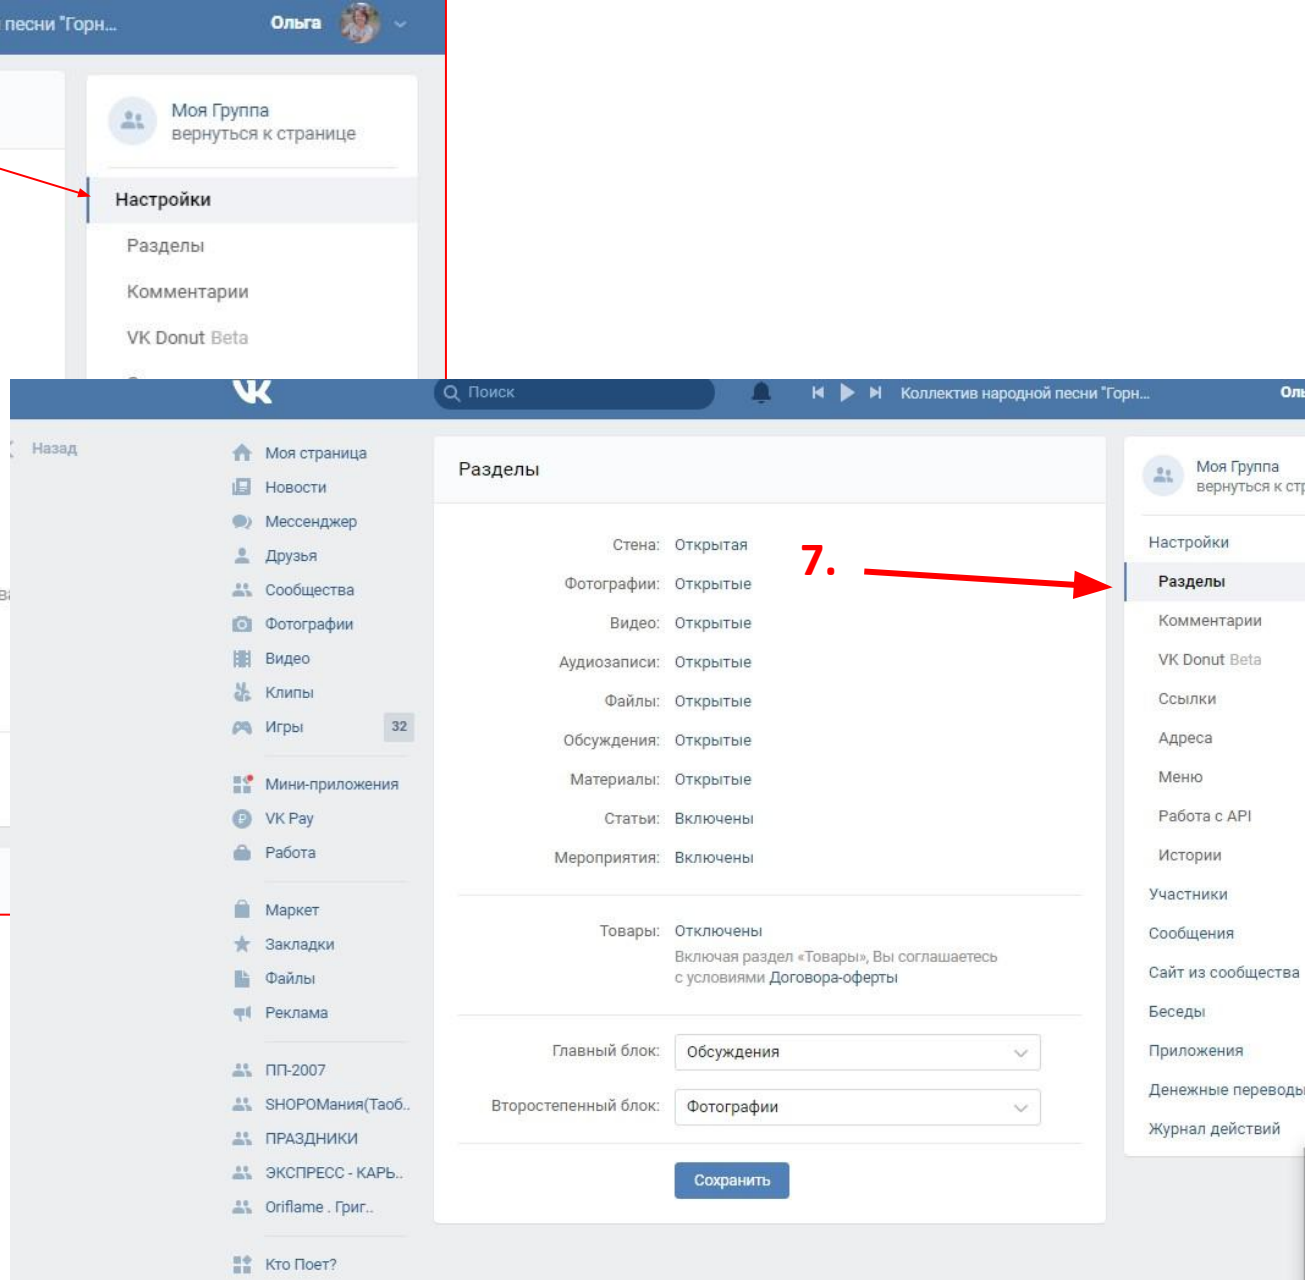 песни "Горн...
Ольга
Моя Группа
вернуться к странице
Настройки
Разделы
Комментарии
VK Donut Beta
Поиск
Коллектив народной песни "Горн...
Назад
Моя страница
Новости
Мессенджер
Друзья
Сообщества
Фотографии
Видео
Клипы
Игры 32
Мини-приложения
VK Pay
Работа
Маркет
Закладки
Файлы
Реклама
ПП-2007
SHOPOМания(Таоб..
ПРАЗДНИКИ
ЭКСПРЕСС - КАРЬ..
Oriflame . Григ..
Кто Поет?
Разделы
Стена: Открытая
Фотографии: Открытые
Видео: Открытые
Аудиозаписи: Открытые
Файлы: Открытые
Обсуждения: Открытые
Материалы: Открытые
Статьи: Включены
Мероприятия: Включены
7.
Товары: Отключены
Включая раздел «Товары», Вы соглашаетесь
с условиями Договора-оферты
Главный блок: Обсуждения
Второстепенный блок: Фотографии
Сохранить
Моя Группа
вернуться к
Настройки
Разделы
Комментарии
VK Donut Beta
Ссылки
Адреса
Меню
Работа с API
Истории
Участники
Сообщения
Сайт из сообщества
Беседы
Приложения
Денежные переводы
Журнал действий